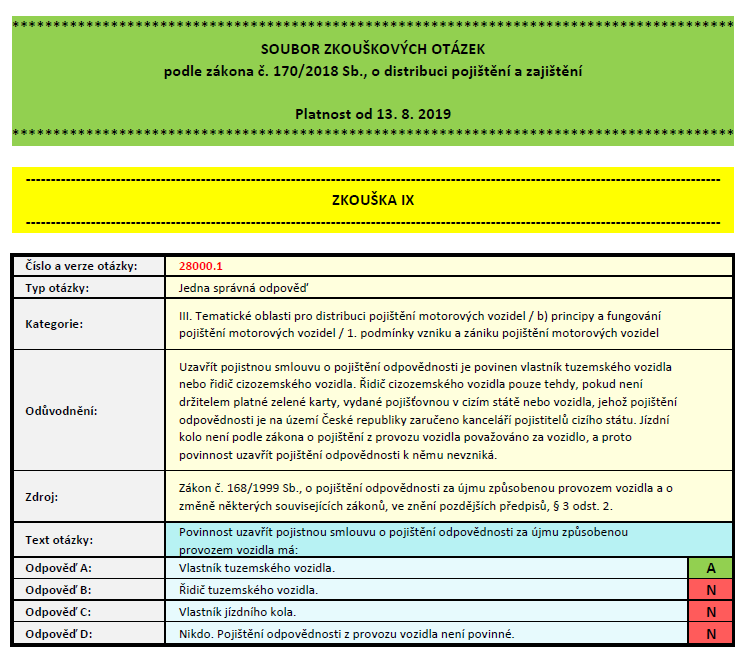 ****************************************************************************************
SOUBOR ZKOUŠKOVÝCH OTÁZEK
podle zákona č. 170/2018 Sb., o distribuci pojištění a zajištění
Platnost od 13. 8. 2019
****************************************************************************************
--------------------------------------------------------------------------------------------------------------------
ZKOUŠKA IX
--------------------------------------------------------------------------------------------------------------------
Číslo a verze otázky: 28000.1
Typ otázky: Jedna správná odpověď
Kategorie: III. Tematické oblasti pro distribuci pojištění motorových vozidel / b) principy a fungování
pojištění motorových vozidel / 1. podmínky vzniku a zániku pojištění motorových vozidel
Odůvodnění: Uzavřít pojistnou smlouvu o pojištění odpovědnosti je povinen vlastník tuzemského vozidla
nebo řidič cizozemského vozidla. Řidič cizozemského vozidla pouze tehdy, pokud není
držitelem platné zelené karty, vydané pojišťovnou v cizím státě nebo vozidla, jehož pojištění
odpovědnosti je na území České republiky zaručeno kanceláří pojistitelů cizího státu. Jízdní
kolo není podle zákona o pojištění z provozu vozidla považováno za vozidlo, a proto
povinnost uzavřít pojištění odpovědnosti k němu nevzniká.
Zdroj: Zákon č. 168/1999 Sb., o pojištění odpovědnosti za újmu způsobenou provozem vozidla a o
změně některých souvisejících zákonů, ve znění pozdějších předpisů, § 3 odst. 2.
Text otázky: Povinnost uzavřít pojistnou smlouvu o pojištění odpovědnosti za újmu způsobenou
provozem vozidla má:
Odpověď A: Vlastník tuzemského vozidla. A
Odpověď B: Řidič tuzemského vozidla. N
Odpověď C: Vlastník jízdního kola. N
Odpověď D: Nikdo. Pojištění odpovědnosti z provozu vozidla není povinné. N